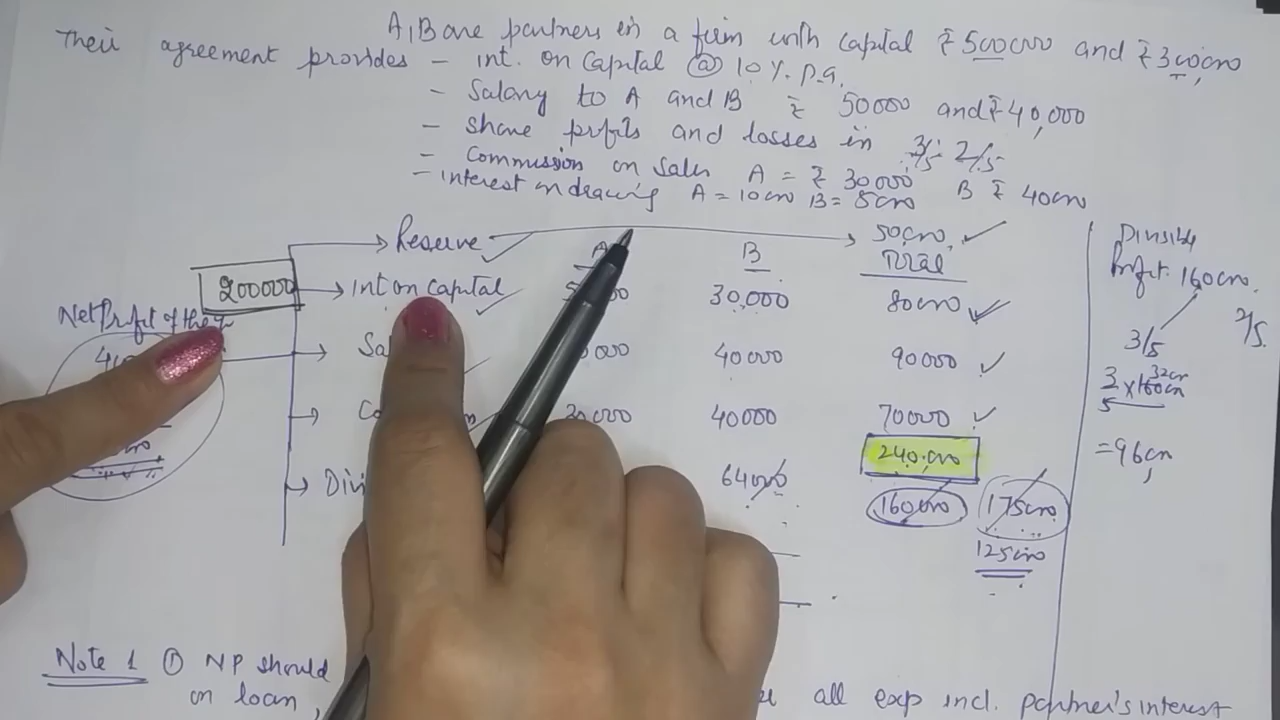 A, B are partners in a firm with capital ₹500000 and ₹300000
Their agreement provides - int. on capital @ 10%. p.a.
- Salary to A and B ₹ 50000 and ₹40,000
- Share profits and losses in 3/5 2/5
- Commission on sales A = ₹ 30000 B ₹ 40000
- interest on drawing A = 10000 B = 5000
Reserve 50000
A B Total
200000 Int on capital 30,000 80000
Net Profit of the
40000 90000
40000 70000
240,000
64000
160000 175000
125000
Divisible
Profit. 160000.
3/5 2/5.
3/5 x 160000 32000
= 96000
Note 1 ① NP should
on loan, all exp incl. partner's interest